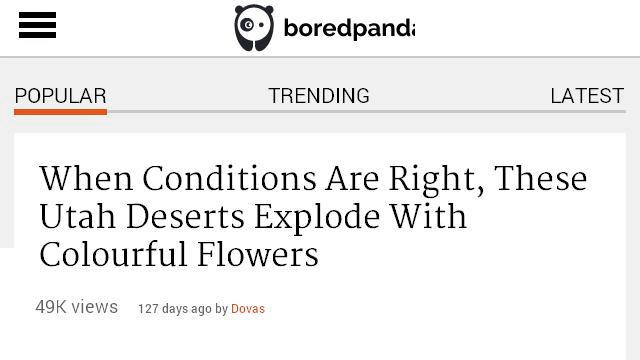 boredpanda
POPULAR TRENDING LATEST
When Conditions Are Right, These
Utah Deserts Explode With
Colourful Flowers
49K views 127 days ago by Dovas